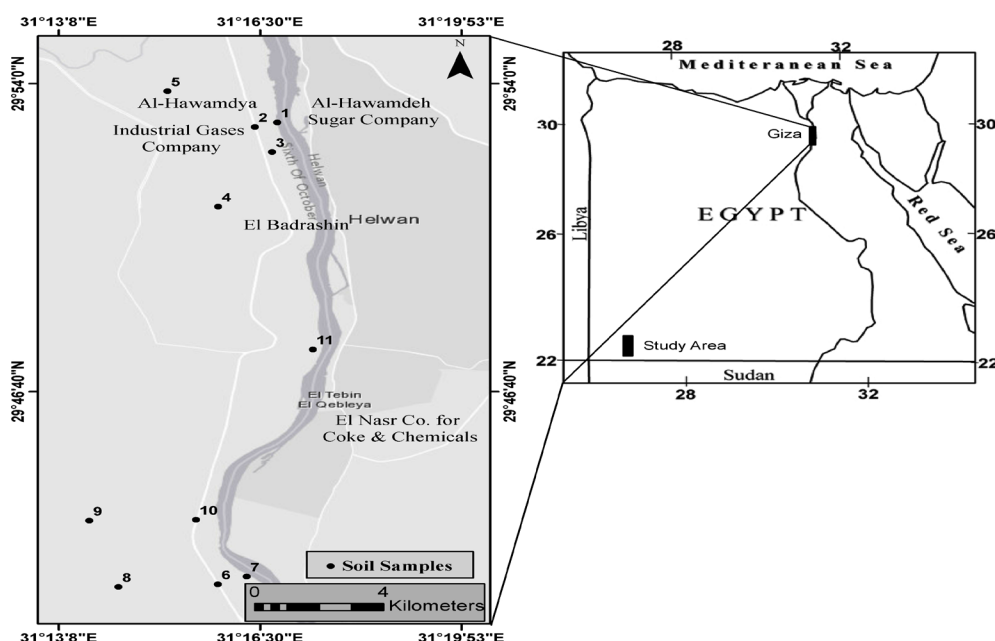 31°13'8"E
31°16'30"E
31°19'53"E
N
29°54'0"N
29°54'0"N
5
Al-Hawamdya
Al-Hawamdeh
Sugar Company
2
1
Industrial Gases
Company
3
Helwan
Sixth Of October
4
El Badrashin
Helwan
11
29°46'40"N
29°46'40"N
El Tebin
El Qebleya
El Nasr Co. for
Coke & Chemicals
9
10
Soil Samples
8
6
7
0
4
Kilometers
31°13'8"E
31°16'30"E
31°19'53"E
28
32
Mediteranean Sea
30
30
Giza
EGYPT
Red Sea
Libya
26
26
Study Area
22
22
Sudan
28
32